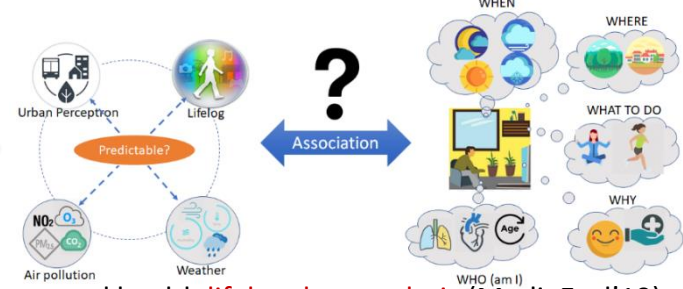 WHEN
WHERE
Urban Perceptron
Lifelog
?
WHAT TO DO
Predictable?
Association
NO₂
O₃
PM₂.₅
CO₂
WHY
Age
Air pollution
Weather
WHO (am I)